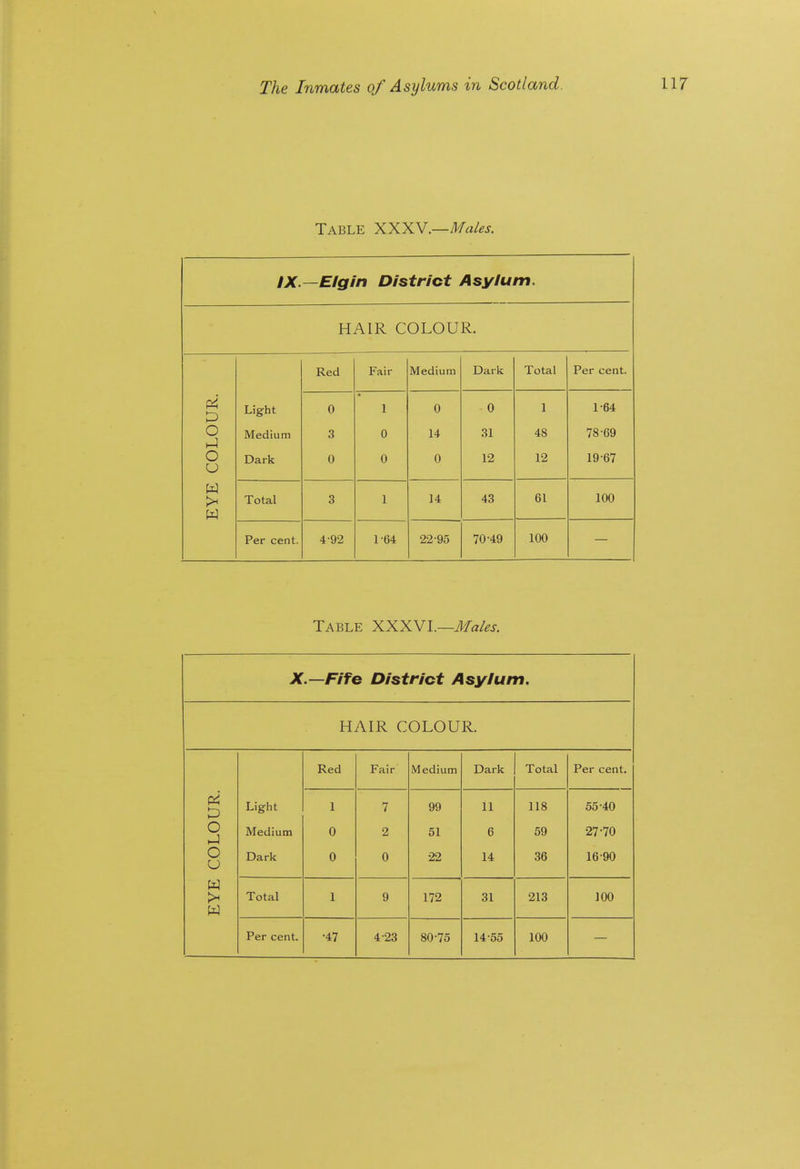 The Inmates of Asylums in Scotland. 117
TABLE XXXV.—Males.
IX.—Elgin District Asylum.
HAIR COLOUR.
EYE COLOUR.
Red Fair Medium Dark Total Per cent.
Light 0 1 0 0 1 1·64
Medium 3 0 14 31 48 78·69
Dark 0 0 0 12 12 19·67
Total 3 1 14 43 61 100
Per cent. 4·92 1·64 22·95 70·49 100 —
TABLE XXXVI.—Males.
X.—Fife District Asylum.
HAIR COLOUR.
EYE COLOUR.
Red Fair Medium Dark Total Per cent.
Light 1 7 99 11 118 55·40
Medium 0 2 51 6 59 27·70
Dark 0 0 22 14 36 16·90
Total 1 9 172 31 213 100
Per cent. ·47 4·23 80·75 14·55 100 —